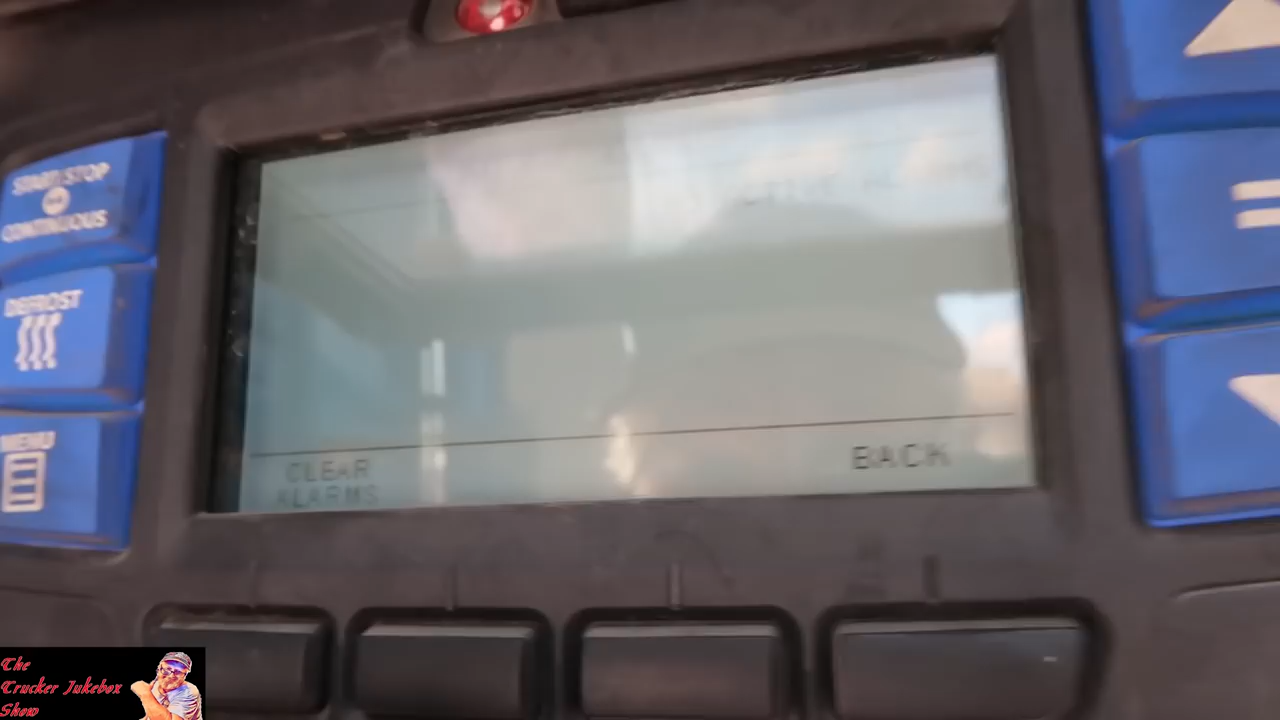 START/STOP
CONTINUOUS
DEFROST
MENU
CLEAR
ALARMS
BACK
The
Trucker Jukebox
Show